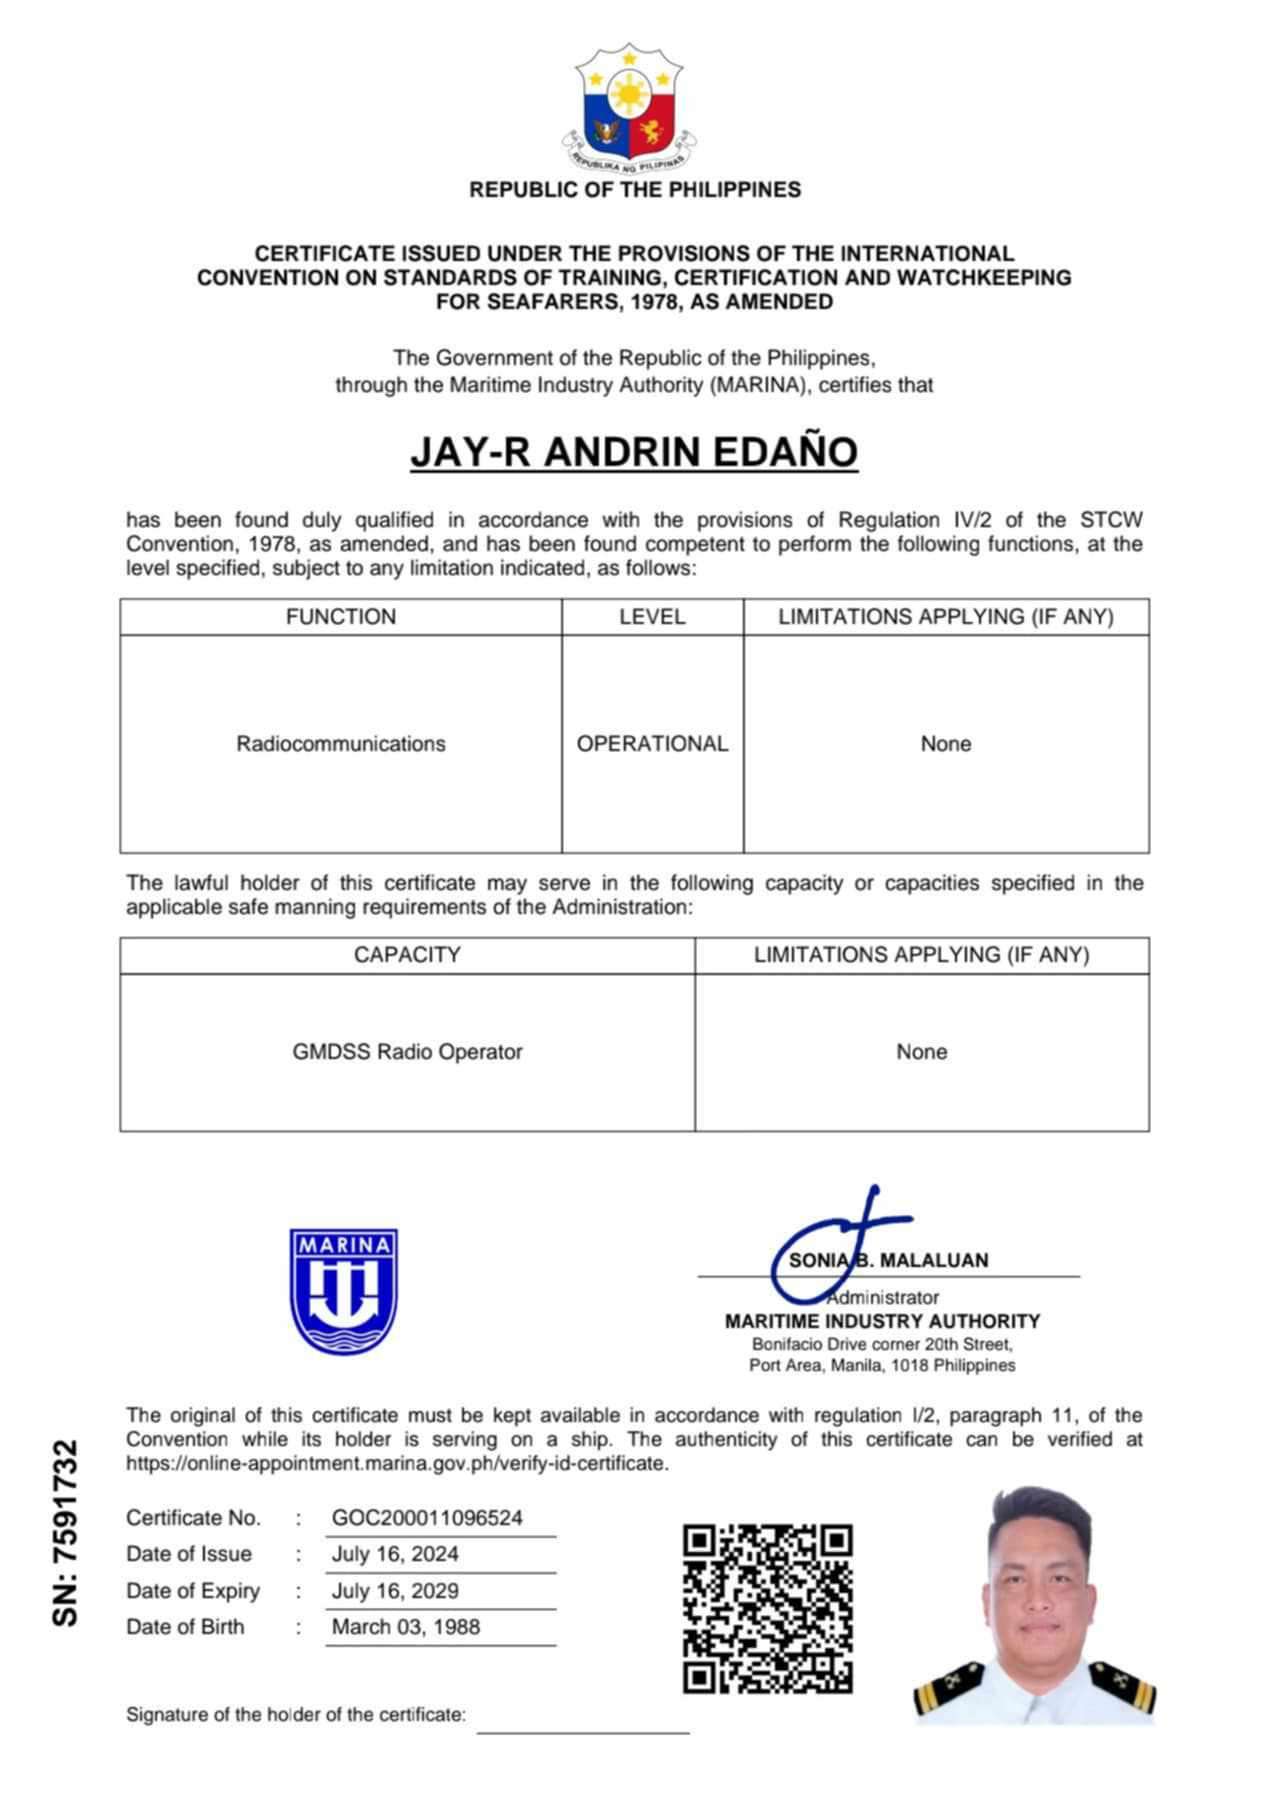 REPUBLIKA NG PILIPINAS
REPUBLIC OF THE PHILIPPINES
CERTIFICATE ISSUED UNDER THE PROVISIONS OF THE INTERNATIONAL
CONVENTION ON STANDARDS OF TRAINING, CERTIFICATION AND WATCHKEEPING
FOR SEAFARERS, 1978, AS AMENDED
The Government of the Republic of the Philippines,
through the Maritime Industry Authority (MARINA), certifies that
JAY-R ANDRIN EDAÑO
has been found duly qualified in accordance with the provisions of Regulation IV/2 of the STCW
Convention, 1978, as amended, and has been found competent to perform the following functions, at the
level specified, subject to any limitation indicated, as follows:
FUNCTION LEVEL LIMITATIONS APPLYING (IF ANY)
Radiocommunications OPERATIONAL None
The lawful holder of this certificate may serve in the following capacity or capacities specified in the
applicable safe manning requirements of the Administration:
CAPACITY LIMITATIONS APPLYING (IF ANY)
GMDSS Radio Operator None
MARINA
SONIA B. MALALUAN
Administrator
MARITIME INDUSTRY AUTHORITY
Bonifacio Drive corner 20th Street,
Port Area, Manila, 1018 Philippines
The original of this certificate must be kept available in accordance with regulation I/2, paragraph 11, of the
Convention while its holder is serving on a ship. The authenticity of this certificate can be verified at
https://online-appointment.marina.gov.ph/verify-id-certificate.
SN: 7591732
Certificate No. : GOC200011096524
Date of Issue : July 16, 2024
Date of Expiry : July 16, 2029
Date of Birth : March 03, 1988
Signature of the holder of the certificate: